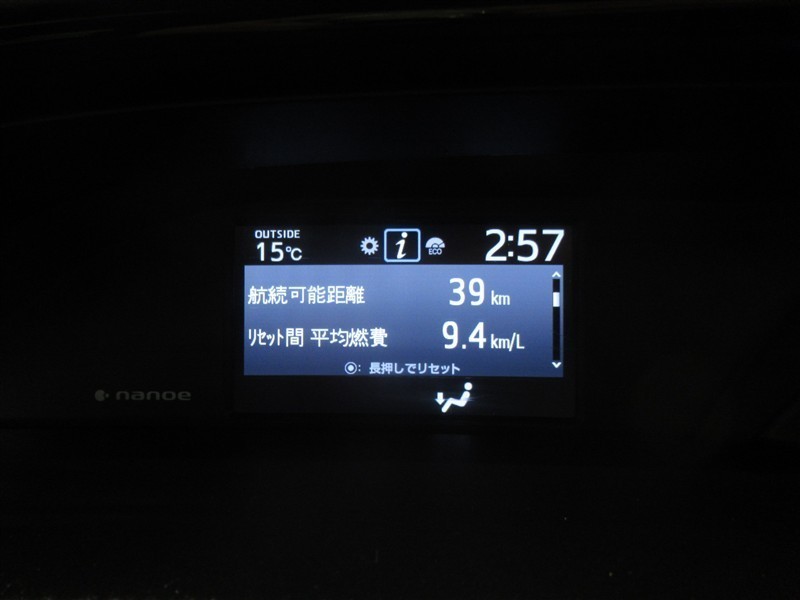 OUTSIDE
15℃
i
ECO
2:57
航続可能距離 39 km
ﾘｾｯﾄ間 平均燃費 9.4 km/L
◉: 長押しでリセット
nanoe